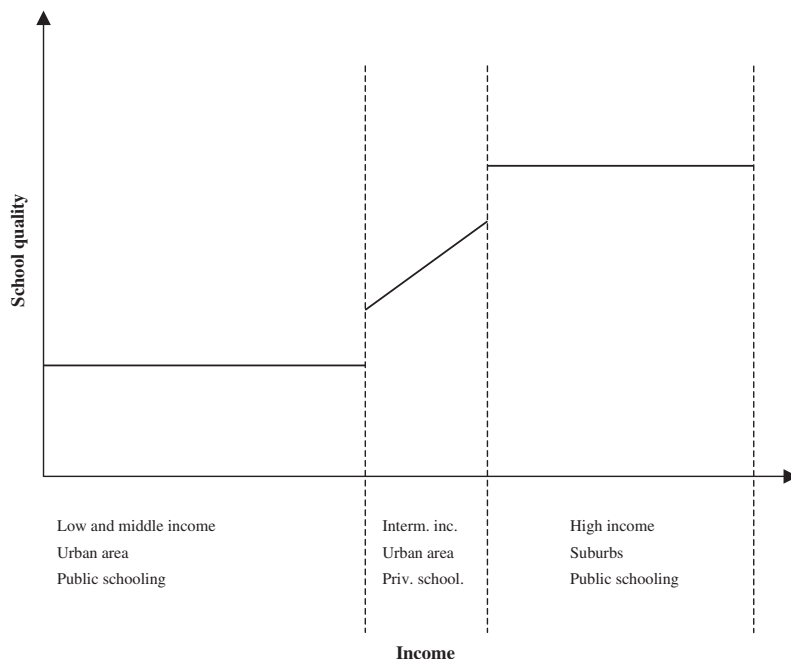 School quality
Low and middle income
Urban area
Public schooling
Interm. inc.
Urban area
Priv. school.
High income
Suburbs
Public schooling
Income